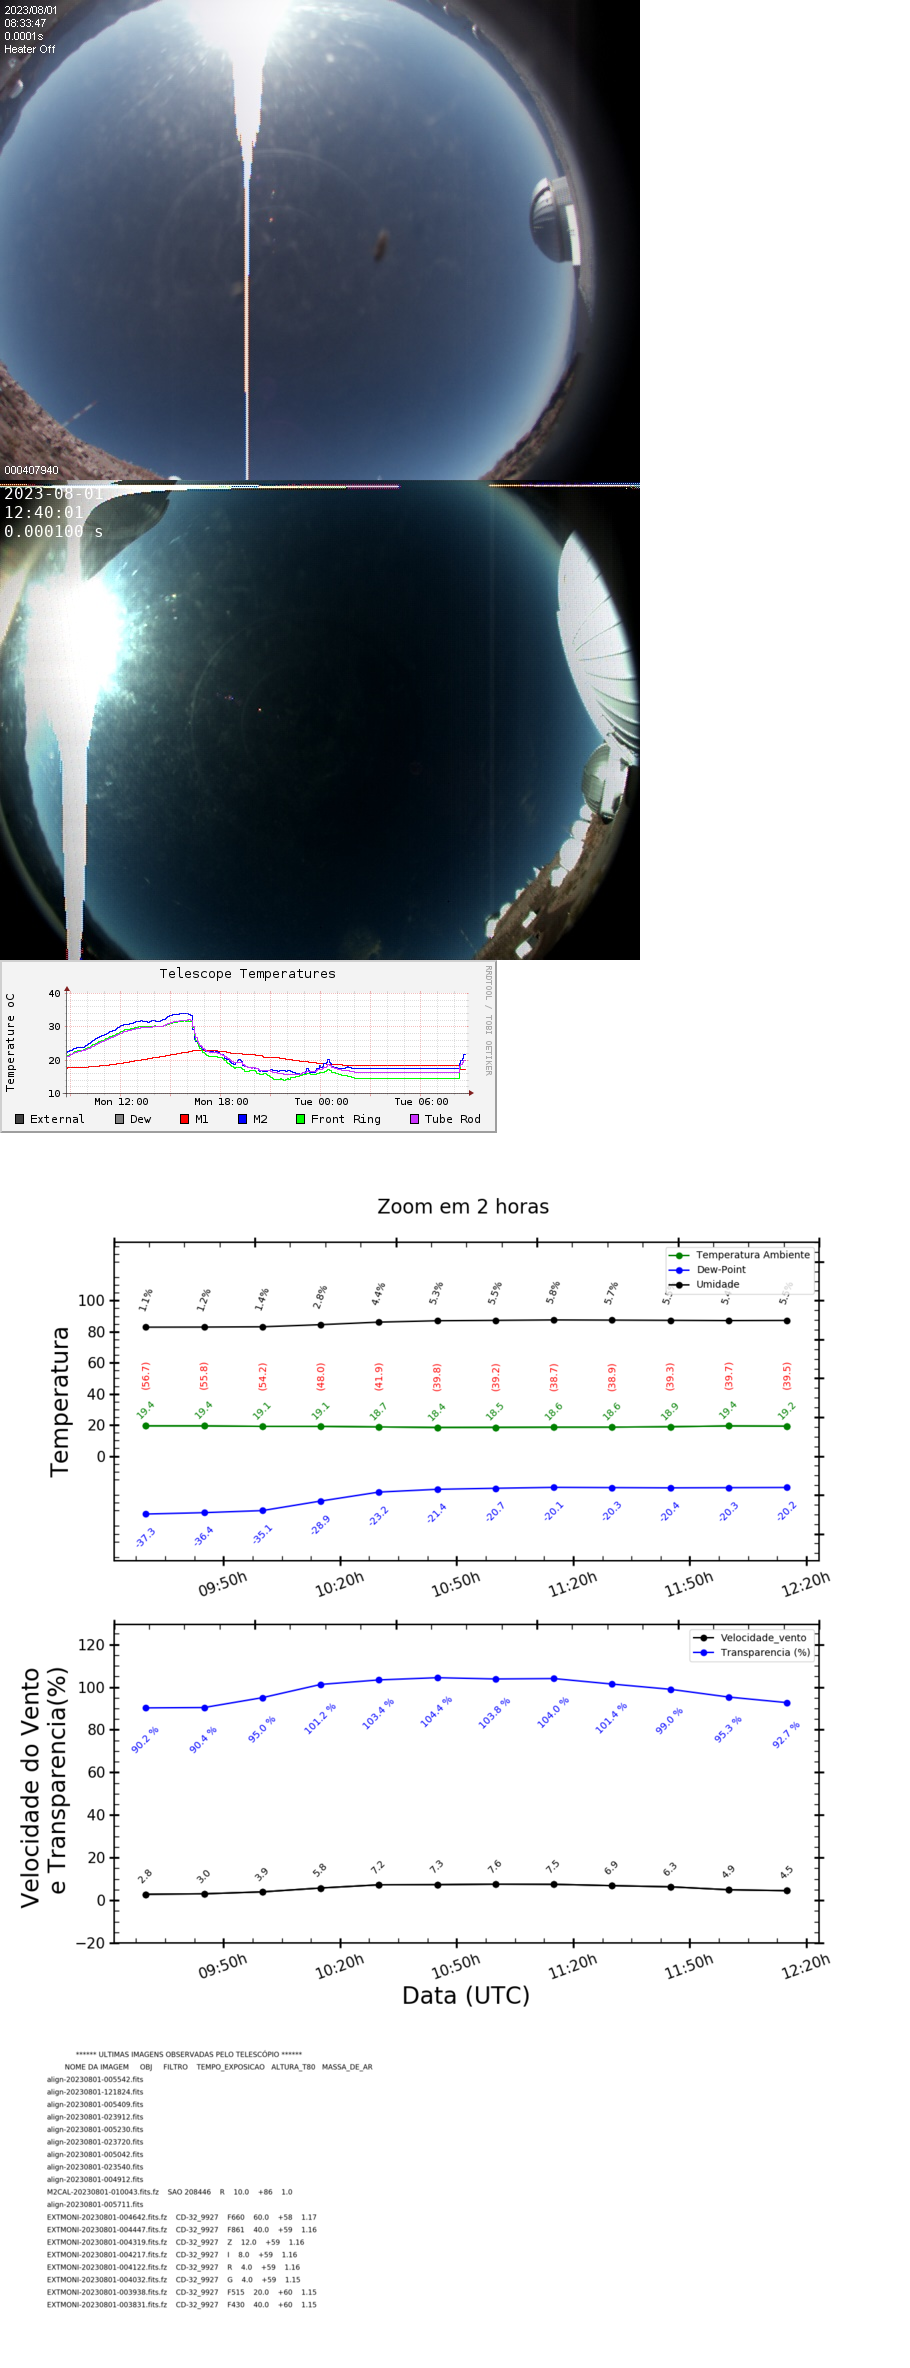 2023/08/01
08:33:47
0.0001s
Heater Off
000407940
2023-08-01
12:40:01
0.000100 s
Telescope Temperatures
RRDTOOL / TOBI OETIKER
Temperature oC
40
30
20
10
Mon 12:00 Mon 18:00 Tue 00:00 Tue 06:00
External Dew M1 M2 Front Ring Tube Rod
Zoom em 2 horas
Temperatura Ambiente
Dew-Point
Umidade
Temperatura
100
80
60
40
20
0
1.1% 1.2% 1.4% 2.8% 4.4% 5.3% 5.5% 5.8% 5.7%
(56.7) (55.8) (54.2) (48.0) (41.9) (39.8) (39.2) (38.7) (38.9) (39.3) (39.7) (39.5)
19.4 19.4 19.1 19.1 18.7 18.4 18.5 18.6 18.6 18.9 19.4 19.2
-37.3 -36.4 -35.1 -28.9 -23.2 -21.4 -20.7 -20.1 -20.3 -20.4 -20.3 -20.2
09:50h 10:20h 10:50h 11:20h 11:50h 12:20h
Velocidade_vento
Transparencia (%)
Velocidade do Vento
e Transparencia(%)
120
100
80
60
40
20
0
−20
90.2 % 90.4 % 95.0 % 101.2 % 103.4 % 104.4 % 103.8 % 104.0 % 101.4 % 99.0 % 95.3 % 92.7 %
2.8 3.0 3.9 5.8 7.2 7.3 7.6 7.5 6.9 6.3 4.9 4.5
09:50h 10:20h 10:50h 11:20h 11:50h 12:20h
Data (UTC)
****** ULTIMAS IMAGENS OBSERVADAS PELO TELESCÓPIO ******
NOME DA IMAGEM OBJ FILTRO TEMPO_EXPOSICAO ALTURA_T80 MASSA_DE_AR
align-20230801-005542.fits
align-20230801-121824.fits
align-20230801-005409.fits
align-20230801-023912.fits
align-20230801-005230.fits
align-20230801-023720.fits
align-20230801-005042.fits
align-20230801-023540.fits
align-20230801-004912.fits
M2CAL-20230801-010043.fits.fz SAO 208446 R 10.0 +86 1.0
align-20230801-005711.fits
EXTMONI-20230801-004642.fits.fz CD-32_9927 F660 60.0 +58 1.17
EXTMONI-20230801-004447.fits.fz CD-32_9927 F861 40.0 +59 1.16
EXTMONI-20230801-004319.fits.fz CD-32_9927 Z 12.0 +59 1.16
EXTMONI-20230801-004217.fits.fz CD-32_9927 I 8.0 +59 1.16
EXTMONI-20230801-004122.fits.fz CD-32_9927 R 4.0 +59 1.16
EXTMONI-20230801-004032.fits.fz CD-32_9927 G 4.0 +59 1.15
EXTMONI-20230801-003938.fits.fz CD-32_9927 F515 20.0 +60 1.15
EXTMONI-20230801-003831.fits.fz CD-32_9927 F430 40.0 +60 1.15